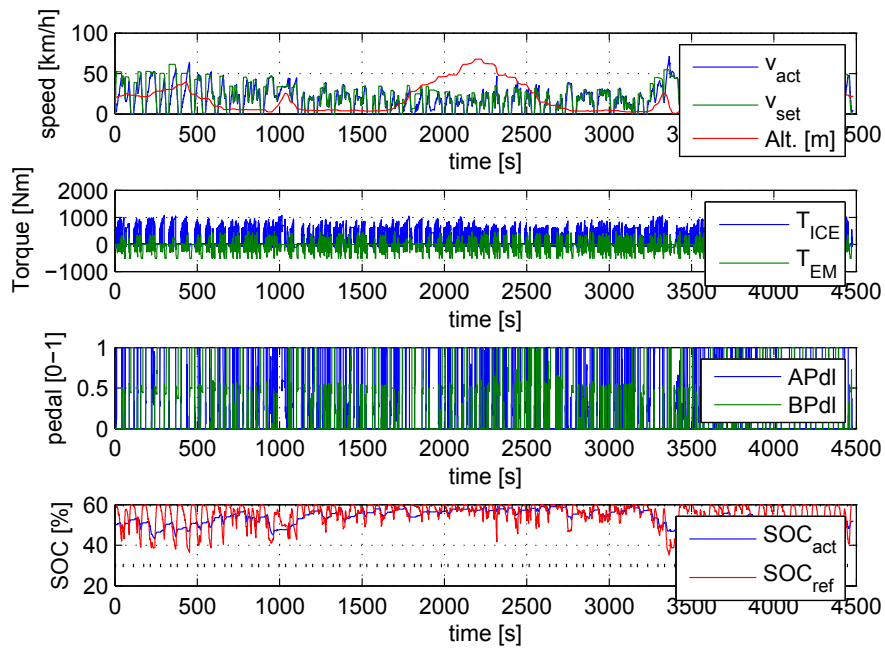 100
50
0
speed [km/h]
v_act
v_set
Alt. [m]
0 500 1000 1500 2000 2500 3000 3500 4000 4500
time [s]
2000
1000
0
−1000
Torque [Nm]
T_ICE
T_EM
0 500 1000 1500 2000 2500 3000 3500 4000 4500
time [s]
1
0.5
0
pedal [0−1]
APdl
BPdl
0 500 1000 1500 2000 2500 3000 3500 4000 4500
time [s]
60
40
20
SOC [%]
SOC_act
SOC_ref
0 500 1000 1500 2000 2500 3000 3500 4000 4500
time [s]